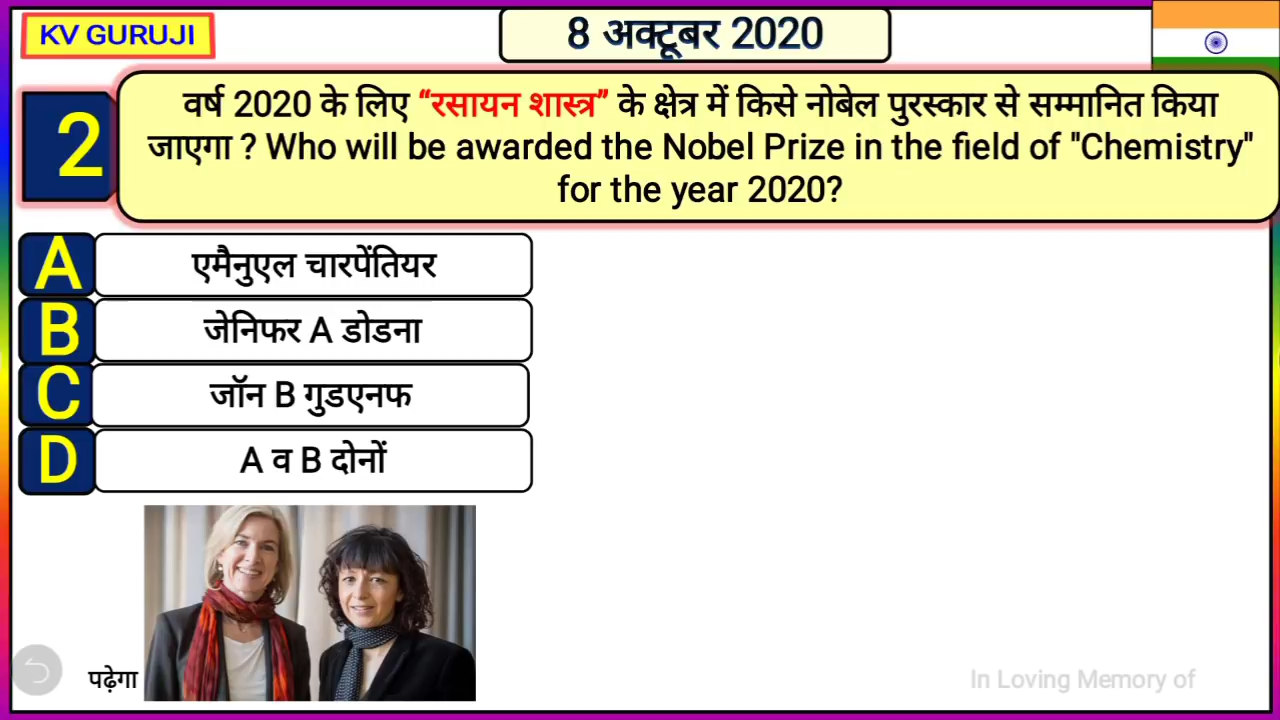 KV GURUJI
8 अक्टूबर 2020
2
वर्ष 2020 के लिए “रसायन शास्त्र” के क्षेत्र में किसे नोबेल पुरस्कार से सम्मानित किया
जाएगा ? Who will be awarded the Nobel Prize in the field of "Chemistry"
for the year 2020?
A एमैनुएल चारपेंतियर
B जेनिफर A डोडना
C जॉन B गुडएनफ
D A व B दोनों
पढ़ेगा
In Loving Memory of